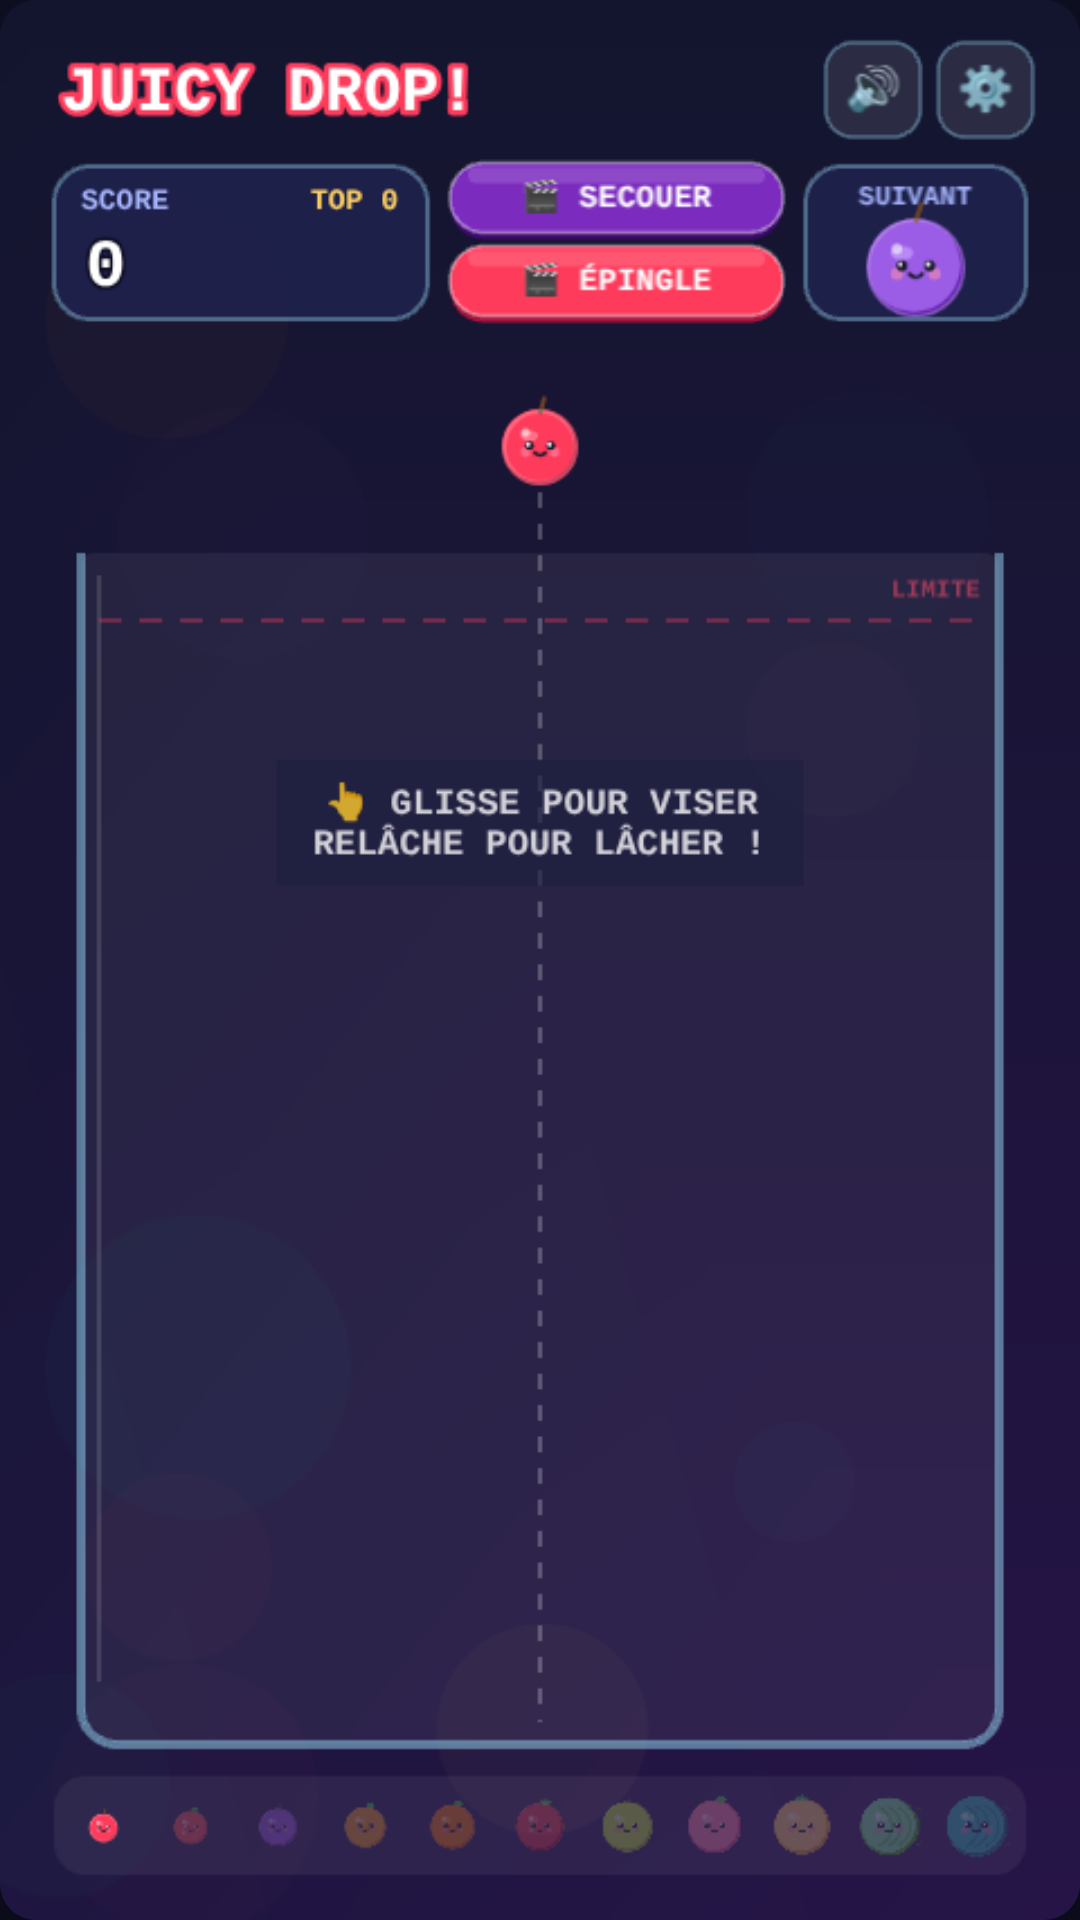 JUICY DROP!
SCORE
TOP 0
0
SECOUER
ÉPINGLE
SUIVANT
LIMITE
GLISSE POUR VISER
RELÂCHE POUR LÂCHER !